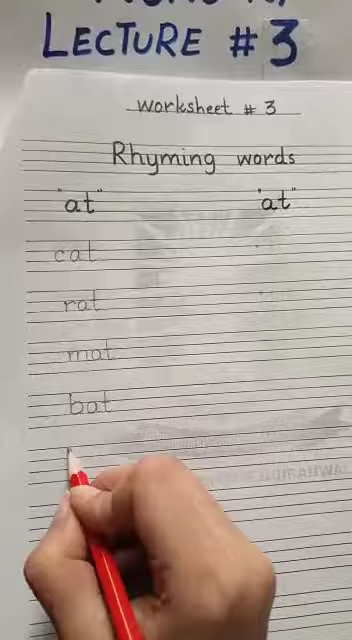 LECTURE #3
worksheet # 3
Rhyming words
"at" "at"
cat
rat
mat
bat